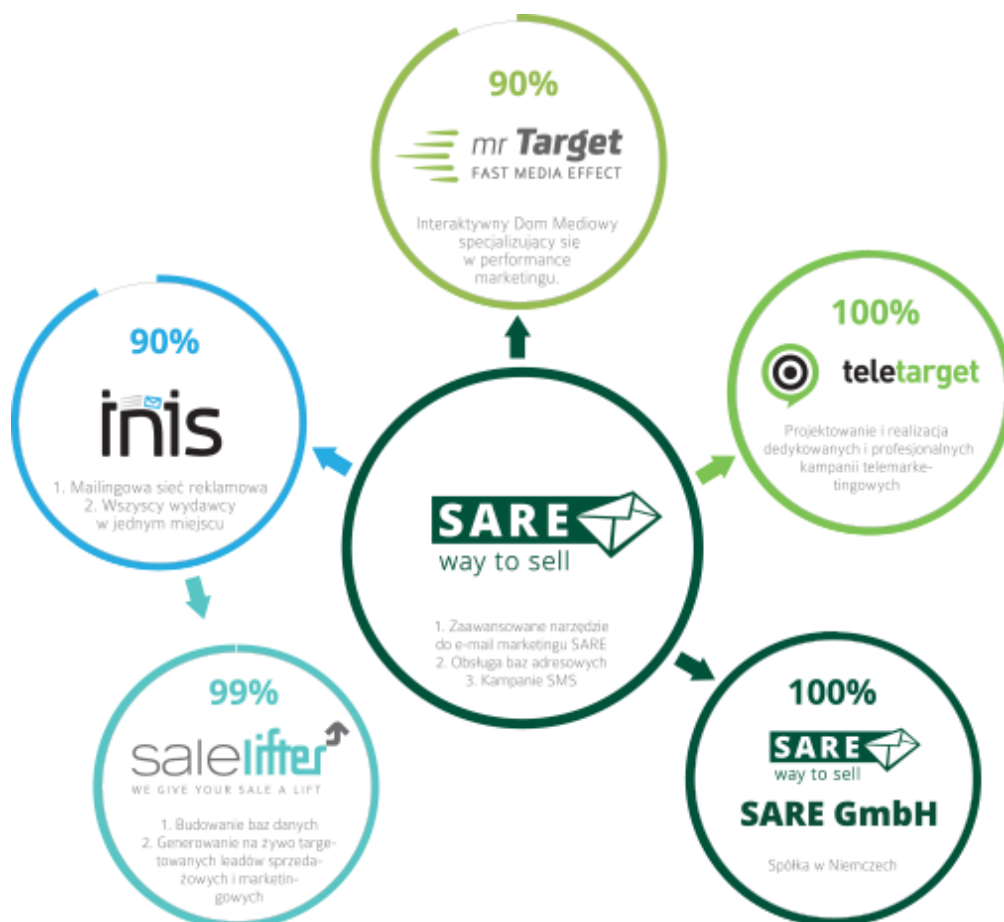 90%
mr Target
FAST MEDIA EFFECT
Interaktywny Dom Mediowy
specjalizujący się
w performance
marketingu.
90%
inis
1. Mailingowa sieć reklamowa
2. Wszyscy wydawcy
w jednym miejscu
100%
teletarget
Projektowanie i realizacja
dedykowanych i profesjonalnych
kampanii telemarke-
tingowych
SARE
way to sell
1. Zaawansowane narzędzie
do e-mail marketingu SARE
2. Obsługa baz adresowych
3. Kampanie SMS
99%
salelifter
WE GIVE YOUR SALE A LIFT
1. Budowanie baz danych
2. Generowanie na żywo targe-
towanych leadów sprzeda-
żowych i marketin-
gowych
100%
SARE
way to sell
SARE GmbH
Spółka w Niemczech